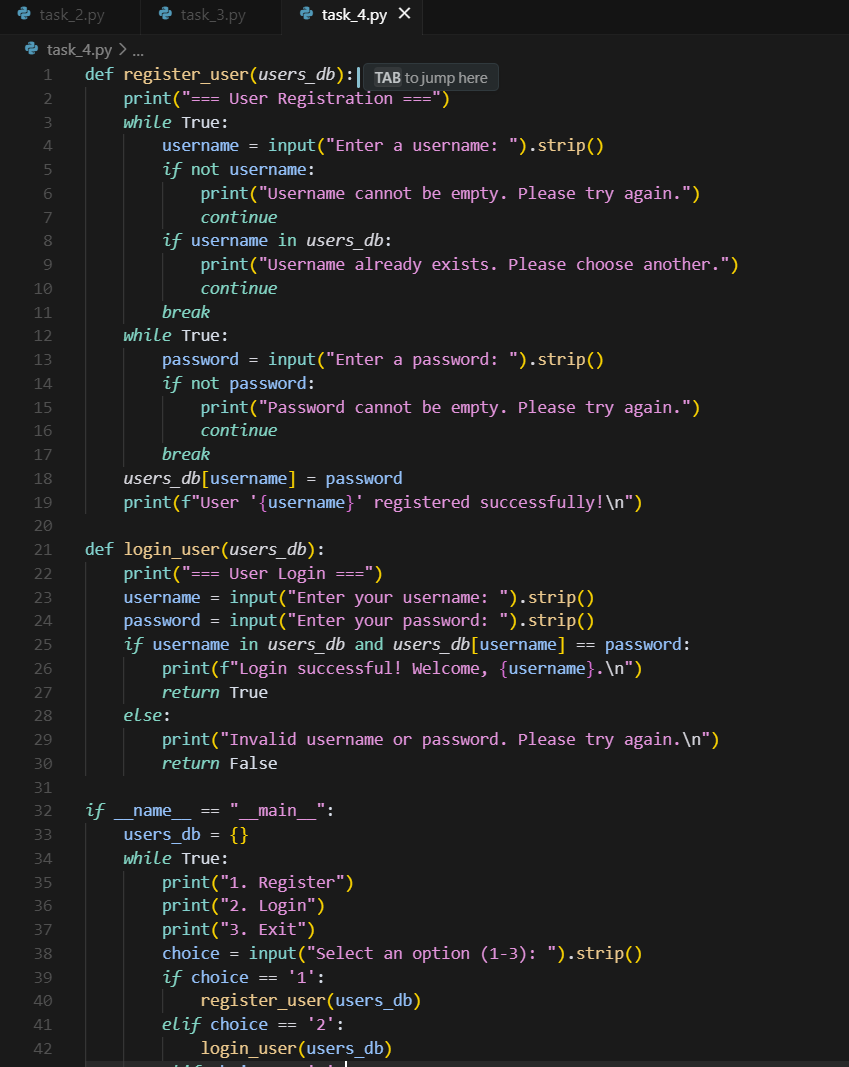 task_2.py task_3.py task_4.py
task_4.py > ...
1 def register_user(users_db): TAB to jump here
2     print("=== User Registration ===")
3     while True:
4         username = input("Enter a username: ").strip()
5         if not username:
6             print("Username cannot be empty. Please try again.")
7             continue
8         if username in users_db:
9             print("Username already exists. Please choose another.")
10             continue
11         break
12     while True:
13         password = input("Enter a password: ").strip()
14         if not password:
15             print("Password cannot be empty. Please try again.")
16             continue
17         break
18     users_db[username] = password
19     print(f"User '{username}' registered successfully!\n")
20
21 def login_user(users_db):
22     print("=== User Login ===")
23     username = input("Enter your username: ").strip()
24     password = input("Enter your password: ").strip()
25     if username in users_db and users_db[username] == password:
26         print(f"Login successful! Welcome, {username}.\n")
27         return True
28     else:
29         print("Invalid username or password. Please try again.\n")
30         return False
31
32 if __name__ == "__main__":
33     users_db = {}
34     while True:
35         print("1. Register")
36         print("2. Login")
37         print("3. Exit")
38         choice = input("Select an option (1-3): ").strip()
39         if choice == '1':
40             register_user(users_db)
41         elif choice == '2':
42             login_user(users_db)